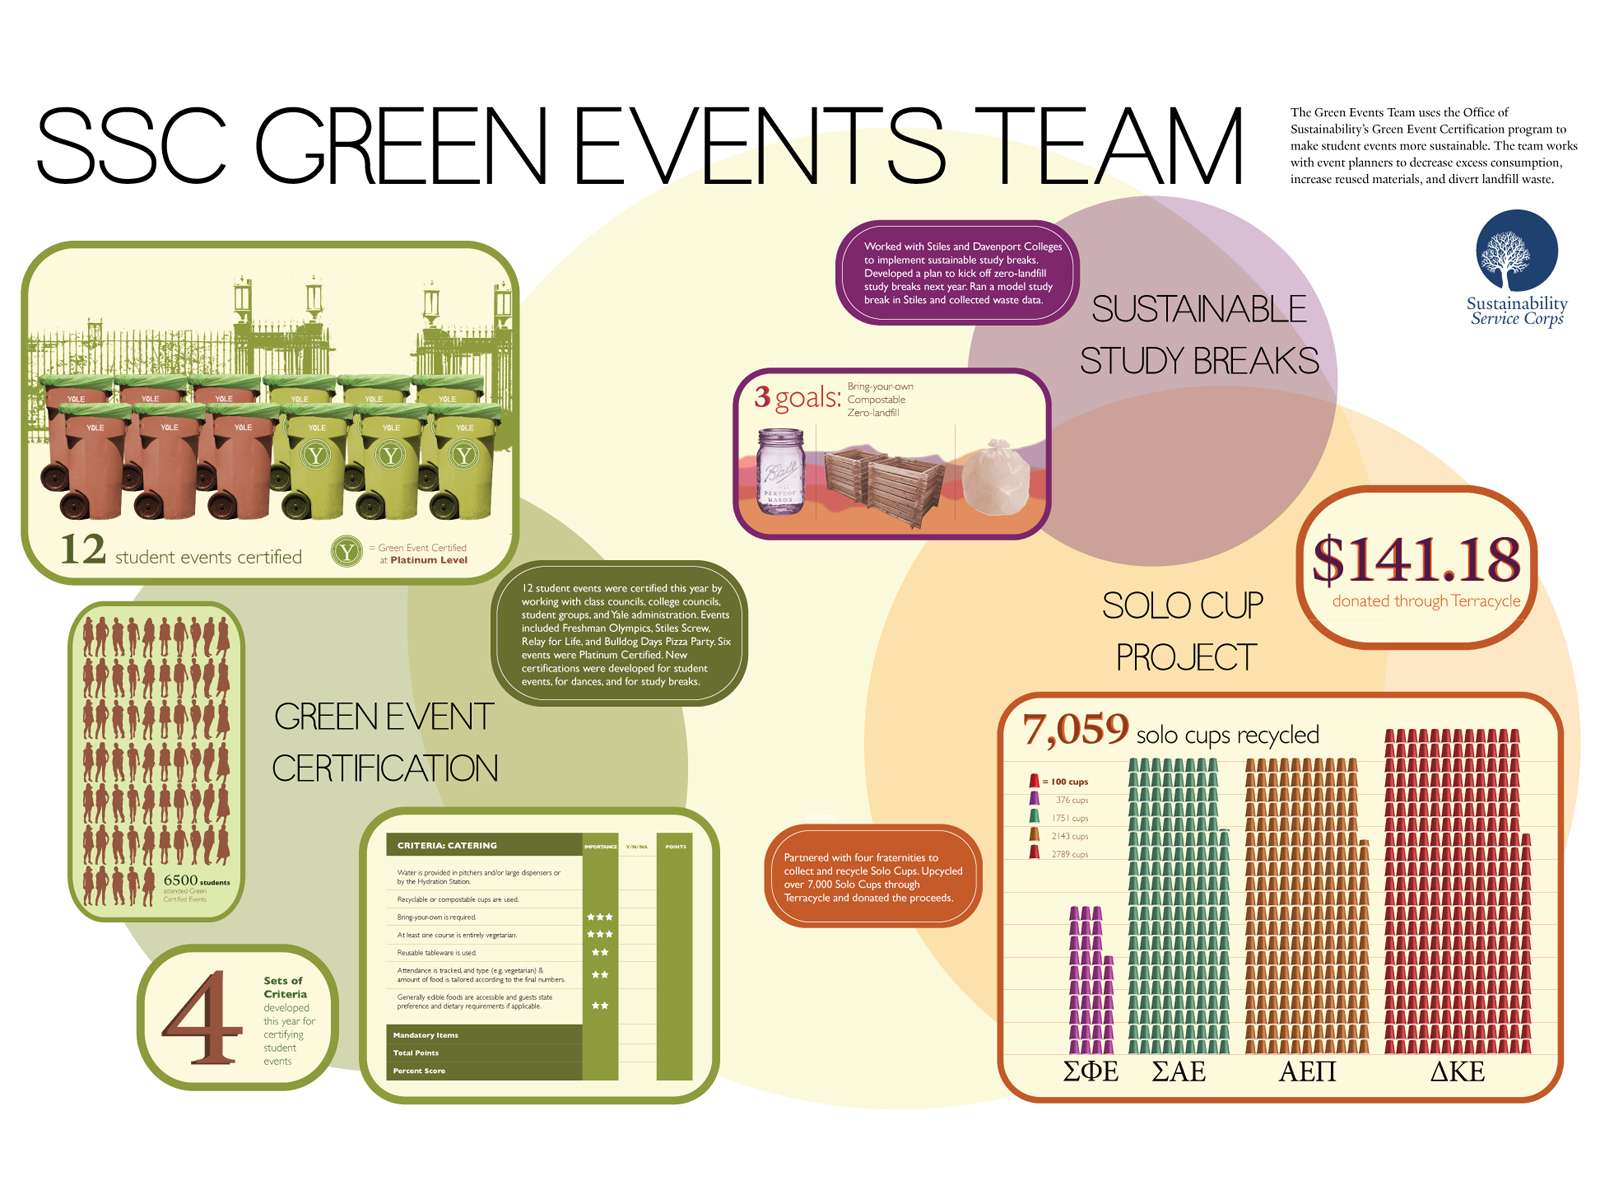 SSC GREEN EVENTS TEAM
The Green Events Team uses the Office of
Sustainability's Green Event Certification program to
make student events more sustainable. The team works
with event planners to decrease excess consumption,
increase reused materials, and divert landfill waste.
Sustainability
Service Corps
Worked with Stiles and Davenport Colleges
to implement sustainable study breaks.
Developed a plan to kick off zero-landfill
study breaks next year. Ran a model study
break in Stiles and collected waste data.
SUSTAINABLE
STUDY BREAKS
3 goals:
Bring-your-own
Compostable
Zero-landfill
Ball
PERFECT
MASON
YALE YALE YALE YALE YALE YALE
YALE YALE YALE YALE YALE YALE
Y Y Y
12 student events certified
Y = Green Event Certified
at Platinum Level
12 student events were certified this year by
working with class councils, college councils,
student groups, and Yale administration. Events
included Freshman Olympics, Stiles Screw,
Relay for Life, and Bulldog Days Pizza Party. Six
events were Platinum Certified. New
certifications were developed for student
events, for dances, and for study breaks.
GREEN EVENT
CERTIFICATION
6500 students
attended Green
Certified Events
4
Sets of
Criteria
developed
this year for
certifying
student
events
CRITERIA: CATERING IMPORTANCE Y/N/NA POINTS
Water is provided in pitchers and/or large dispensers or
by the Hydration Station.
Recyclable or compostable cups are used.
Bring-your-own is required. ★★★
At least one course is entirely vegetarian. ★★★
Reusable tableware is used. ★★
Attendance is tracked, and type (e.g. vegetarian) &
amount of food is tailored according to the final numbers. ★★
Generally edible foods are accessible and guests state
preference and dietary requirements if applicable. ★★
Mandatory Items
Total Points
Percent Score
SOLO CUP
PROJECT
$141.18
donated through Terracycle
Partnered with four fraternities to
collect and recycle Solo Cups. Upcycled
over 7,000 Solo Cups through
Terracycle and donated the proceeds.
7,059 solo cups recycled
= 100 cups
376 cups
1751 cups
2143 cups
2789 cups
ΣΦΕ ΣΑΕ ΑΕΠ ΔΚΕ